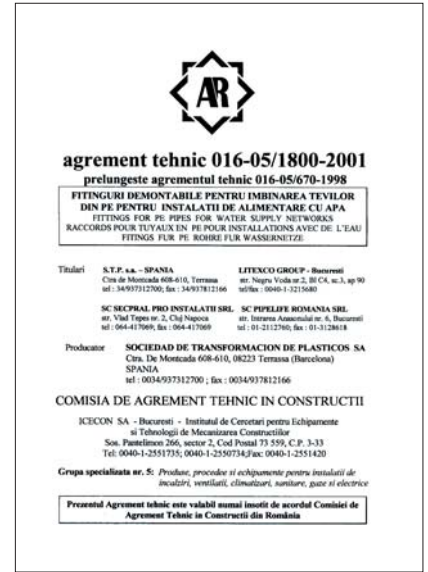 AR
agrement tehnic 016-05/1800-2001
prelungeste agrementul tehnic 016-05/670-1998
FITINGURI DEMONTABILE PENTRU IMBINAREA TEVILOR
DIN PE PENTRU INSTALATII DE ALIMENTARE CU APA
FITTINGS FOR PE PIPES FOR WATER SUPPLY NETWORKS
RACCORDS POUR TUYAUX EN PE POUR INSTALLATIONS AVEC DE L'EAU
FITINGS FUR PE ROHRE FUR WASSERNETZE
Titulari S.T.P. s.a. – SPANIA
Ctra de Montcada 608-610, Terrassa
tel : 34/937312700; fax : 34/937812166
LITEXCO GROUP - Bucuresti
str. Negru Voda nr.2, Bl C4, sc.3, ap 90
tel/fax : 0040-1-3215680
SC SECPRAL PRO INSTALATII SRL
str. Vlad Tepes nr. 2, Cluj Napoca
tel : 064-417069; fax : 064-417069
SC PIPELIFE ROMANIA SRL
str. Intrarea Anasonului nr. 6, Bucuresti
tel : 01-2112760; fax : 01-3128618
Producator SOCIEDAD DE TRANSFORMACION DE PLASTICOS SA
Ctra. De Montcada 608-610, 08223 Terrassa (Barcelona)
SPANIA
tel : 0034/937312700 ; fax : 0034/937812166
COMISIA DE AGREMENT TEHNIC IN CONSTRUCTII
ICECON SA - Bucuresti - Institutul de Cercetari pentru Echipamente
si Tehnologii de Mecanizarea Constructiilor
Sos. Pantelimon 266, sector 2, Cod Postal 73 559, C.P. 3-33
Tel: 0040-1-2551735; 0040-1-2550734;Fax: 0040-1-2551420
Grupa specializata nr. 5: Produse, procedee si echipamente pentru instalatii de
incalziri, ventilatii, climatizari, sanitare, gaze si electrice
Prezentul Agrement tehnic este valabil numai insotit de acordul Comisiei de
Agrement Tehnic in Constructii din România